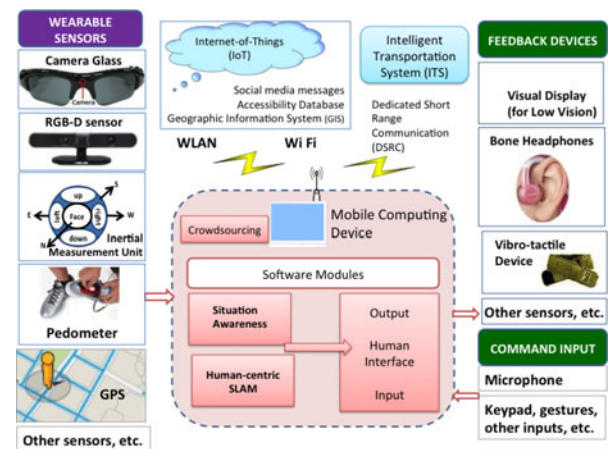 WEARABLE
SENSORS
Camera Glass
Camera
RGB-D sensor
up
S
E
left
Face
right
W
down
N
Inertial
Measurement Unit
Pedometer
GPS
Other sensors, etc.
Internet-of-Things
(IoT)
Social media messages
Accessibility Database
Geographic Information System (GIS)
Intelligent
Transportation
System (ITS)
WLAN
Wi Fi
Dedicated Short
Range
Communication
(DSRC)
Crowdsourcing
Mobile Computing
Device
Software Modules
Situation
Awareness
Human-centric
SLAM
Output
Human
Interface
Input
FEEDBACK DEVICES
Visual Display
(for Low Vision)
Bone Headphones
Vibro-tactile
Device
Other sensors, etc.
COMMAND INPUT
Microphone
Keypad, gestures,
other inputs, etc.